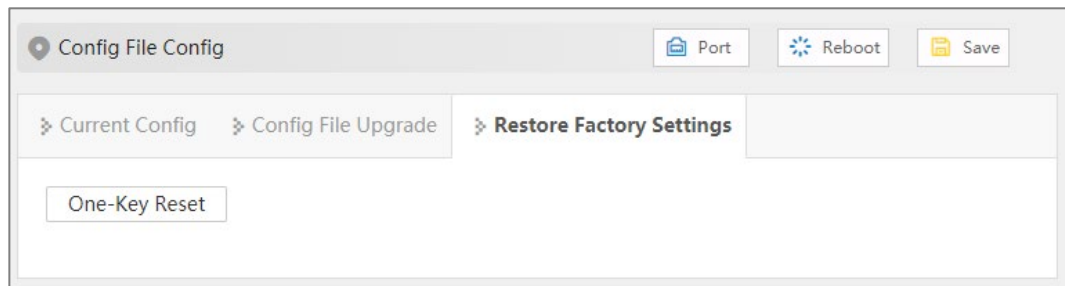 Config File Config Port Reboot Save
Current Config Config File Upgrade Restore Factory Settings
One-Key Reset